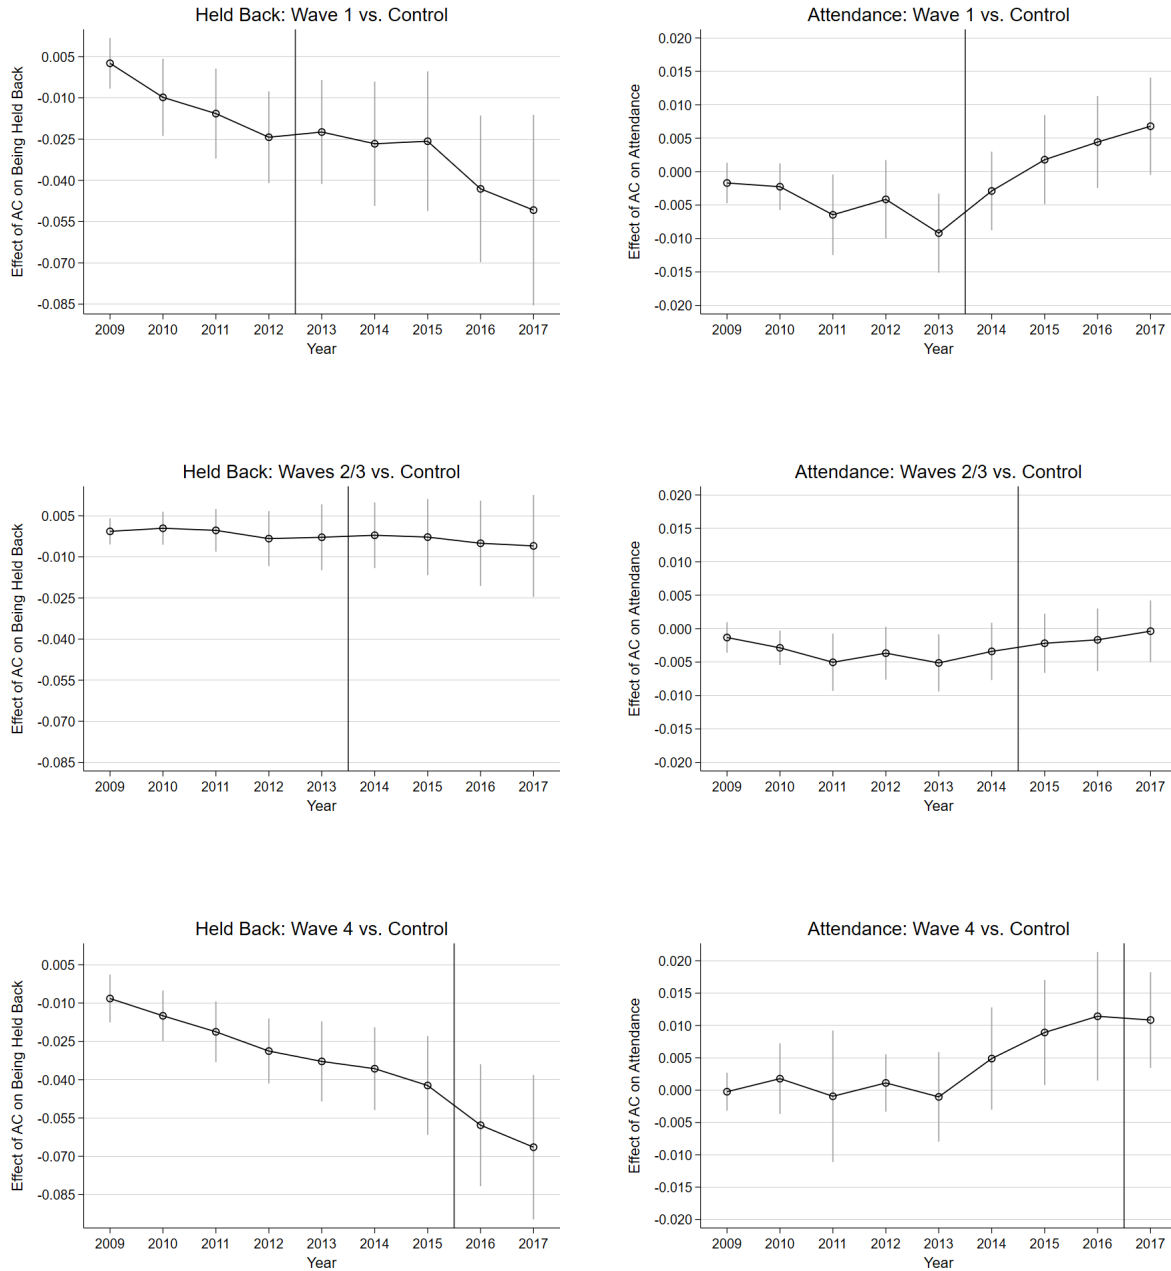 Held Back: Wave 1 vs. Control
Effect of AC on Being Held Back
0.005
-0.010
-0.025
-0.040
-0.055
-0.070
-0.085
2009 2010 2011 2012 2013 2014 2015 2016 2017
Year
Attendance: Wave 1 vs. Control
Effect of AC on Attendance
0.020
0.015
0.010
0.005
0.000
-0.005
-0.010
-0.015
-0.020
2009 2010 2011 2012 2013 2014 2015 2016 2017
Year
Held Back: Waves 2/3 vs. Control
Effect of AC on Being Held Back
0.005
-0.010
-0.025
-0.040
-0.055
-0.070
-0.085
2009 2010 2011 2012 2013 2014 2015 2016 2017
Year
Attendance: Waves 2/3 vs. Control
Effect of AC on Attendance
0.020
0.015
0.010
0.005
0.000
-0.005
-0.010
-0.015
-0.020
2009 2010 2011 2012 2013 2014 2015 2016 2017
Year
Held Back: Wave 4 vs. Control
Effect of AC on Being Held Back
0.005
-0.010
-0.025
-0.040
-0.055
-0.070
-0.085
2009 2010 2011 2012 2013 2014 2015 2016 2017
Year
Attendance: Wave 4 vs. Control
Effect of AC on Attendance
0.020
0.015
0.010
0.005
0.000
-0.005
-0.010
-0.015
-0.020
2009 2010 2011 2012 2013 2014 2015 2016 2017
Year